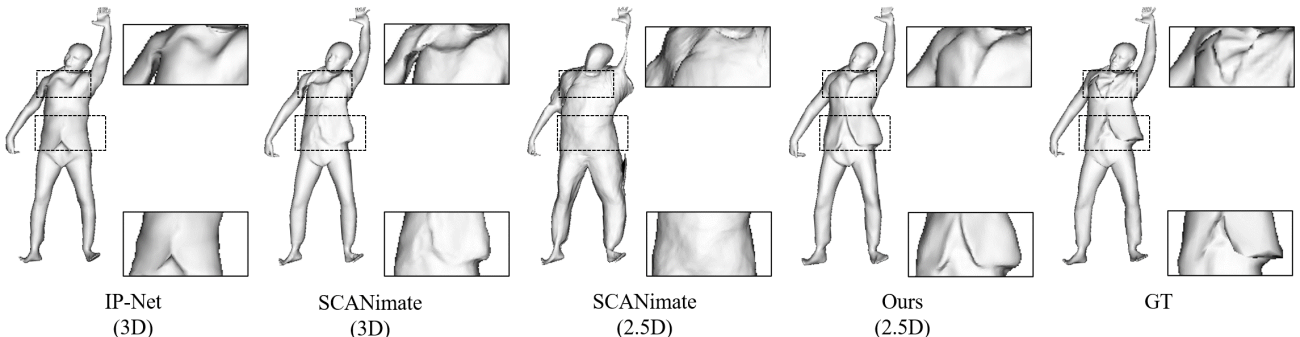 IP-Net SCANimate SCANimate Ours GT
(3D) (3D) (2.5D) (2.5D)